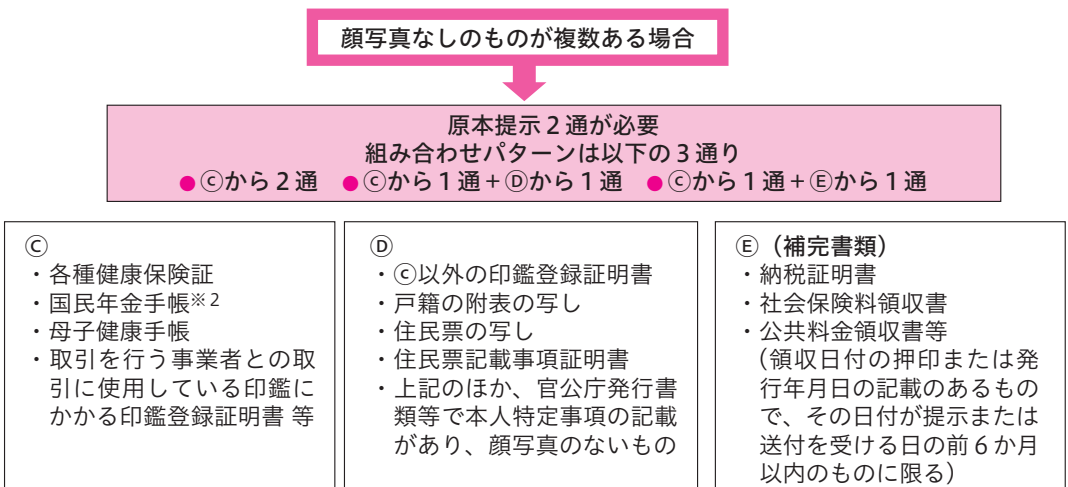 顔写真なしのものが複数ある場合
原本提示2通が必要
組み合わせパターンは以下の3通り
●Ⓒから2通 ●Ⓒから1通+Ⓓから1通 ●Ⓒから1通+Ⓔから1通
Ⓒ
・各種健康保険証
・国民年金手帳※2
・母子健康手帳
・取引を行う事業者との取
引に使用している印鑑に
かかる印鑑登録証明書 等
Ⓓ
・Ⓒ以外の印鑑登録証明書
・戸籍の附表の写し
・住民票の写し
・住民票記載事項証明書
・上記のほか、官公庁発行書
類等で本人特定事項の記載
があり、顔写真のないもの
Ⓔ(補完書類)
・納税証明書
・社会保険料領収書
・公共料金領収書等
(領収日付の押印または発
行年月日の記載のあるもの
で、その日付が提示または
送付を受ける日の前6か月
以内のものに限る)